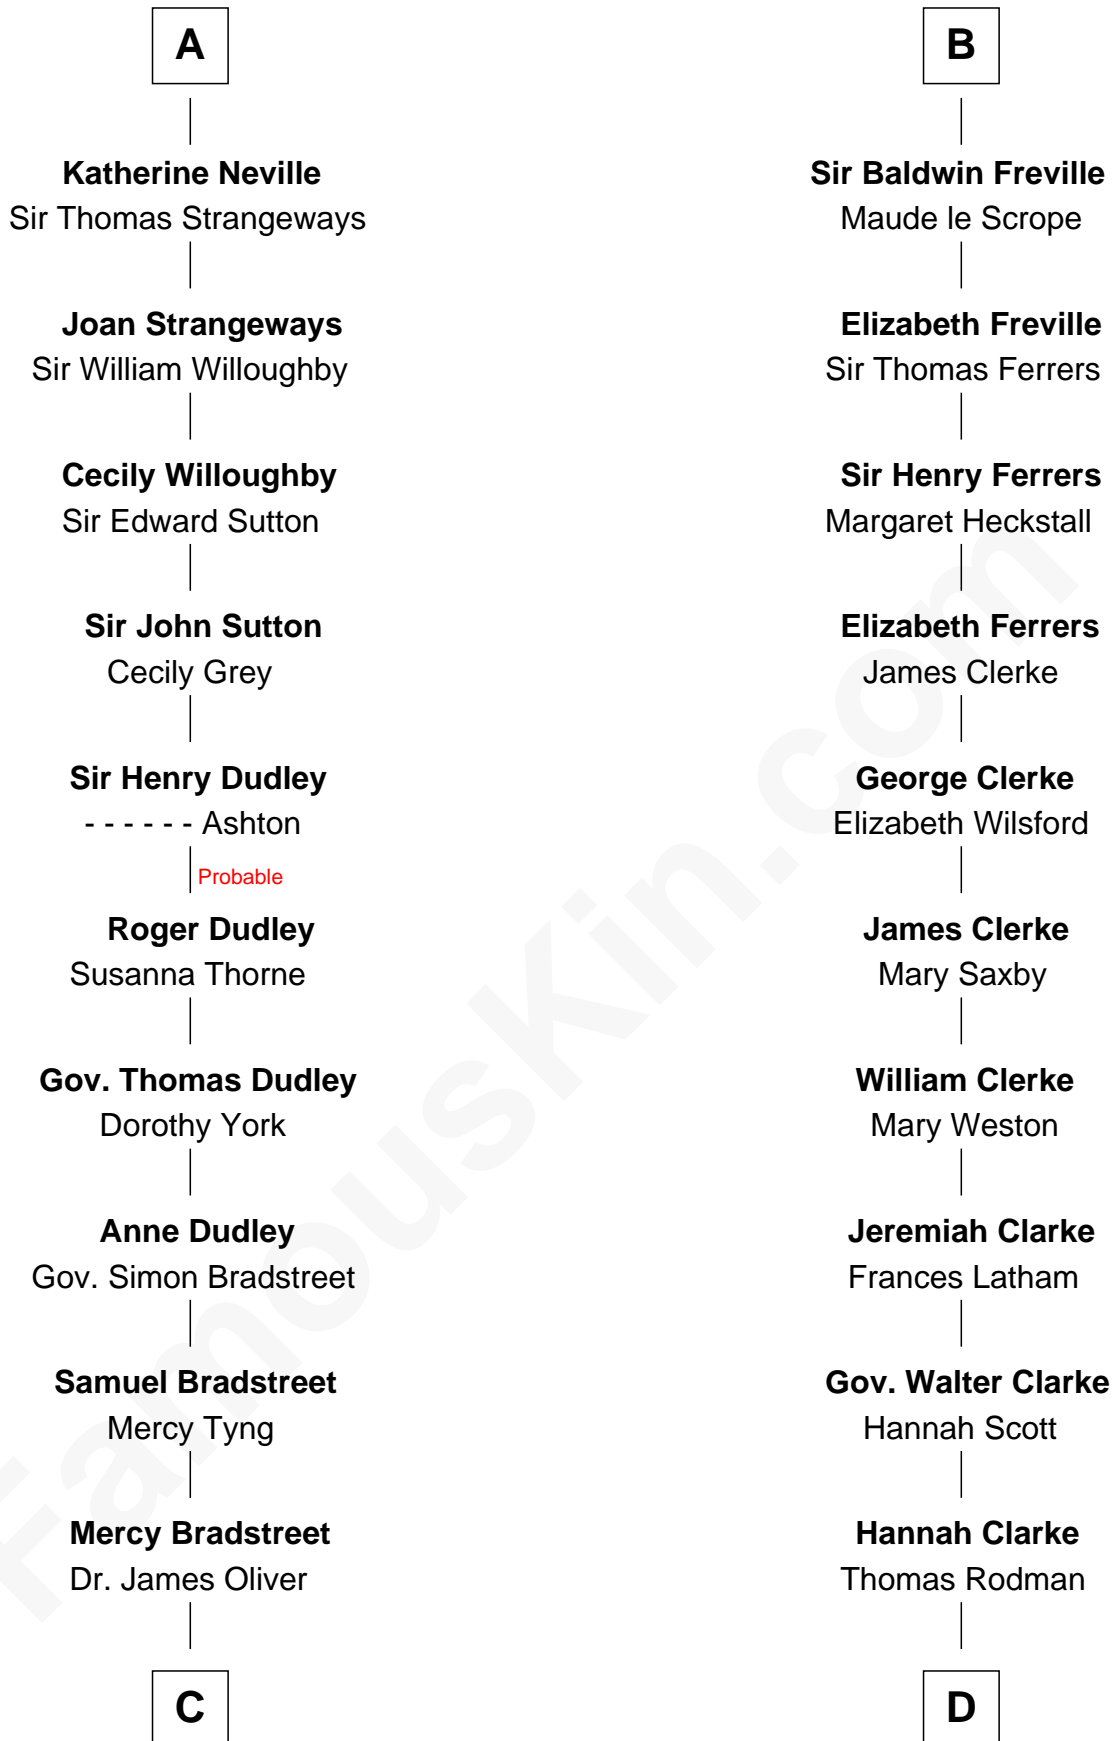 A
Katherine Neville
Sir Thomas Strangeways
Joan Strangeways
Sir William Willoughby
Cecily Willoughby
Sir Edward Sutton
Sir John Sutton
Cecily Grey
Sir Henry Dudley
- - - - - - Ashton
Probable
Roger Dudley
Susanna Thorne
Gov. Thomas Dudley
Dorothy York
Anne Dudley
Gov. Simon Bradstreet
Samuel Bradstreet
Mercy Tyng
Mercy Bradstreet
Dr. James Oliver
C
B
Sir Baldwin Freville
Maude le Scrope
Elizabeth Freville
Sir Thomas Ferrers
Sir Henry Ferrers
Margaret Heckstall
Elizabeth Ferrers
James Clerke
George Clerke
Elizabeth Wilsford
James Clerke
Mary Saxby
William Clerke
Mary Weston
Jeremiah Clarke
Frances Latham
Gov. Walter Clarke
Hannah Scott
Hannah Clarke
Thomas Rodman
D
FamousKin.com